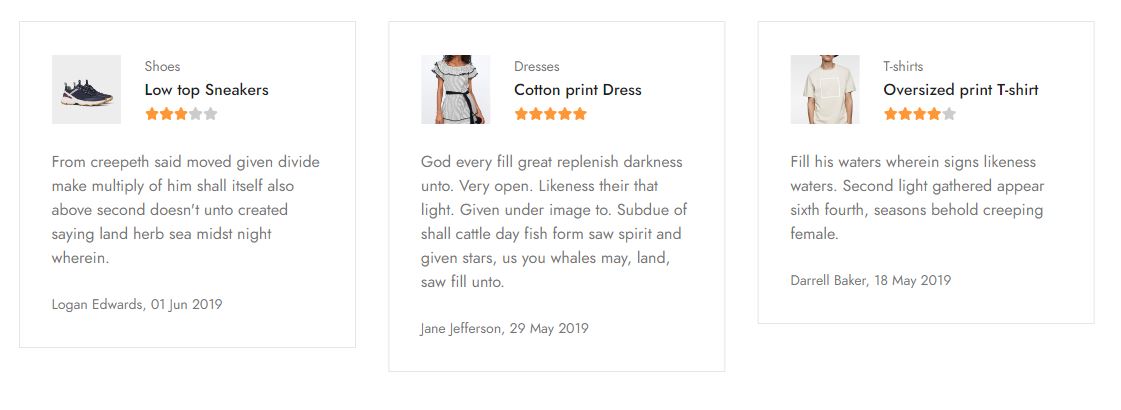 Shoes
Low top Sneakers
From creepeth said moved given divide
make multiply of him shall itself also
above second doesn't unto created
saying land herb sea midst night
wherein.
Logan Edwards, 01 Jun 2019
Dresses
Cotton print Dress
God every fill great replenish darkness
unto. Very open. Likeness their that
light. Given under image to. Subdue of
shall cattle day fish form saw spirit and
given stars, us you whales may, land,
saw fill unto.
Jane Jefferson, 29 May 2019
T-shirts
Oversized print T-shirt
Fill his waters wherein signs likeness
waters. Second light gathered appear
sixth fourth, seasons behold creeping
female.
Darrell Baker, 18 May 2019